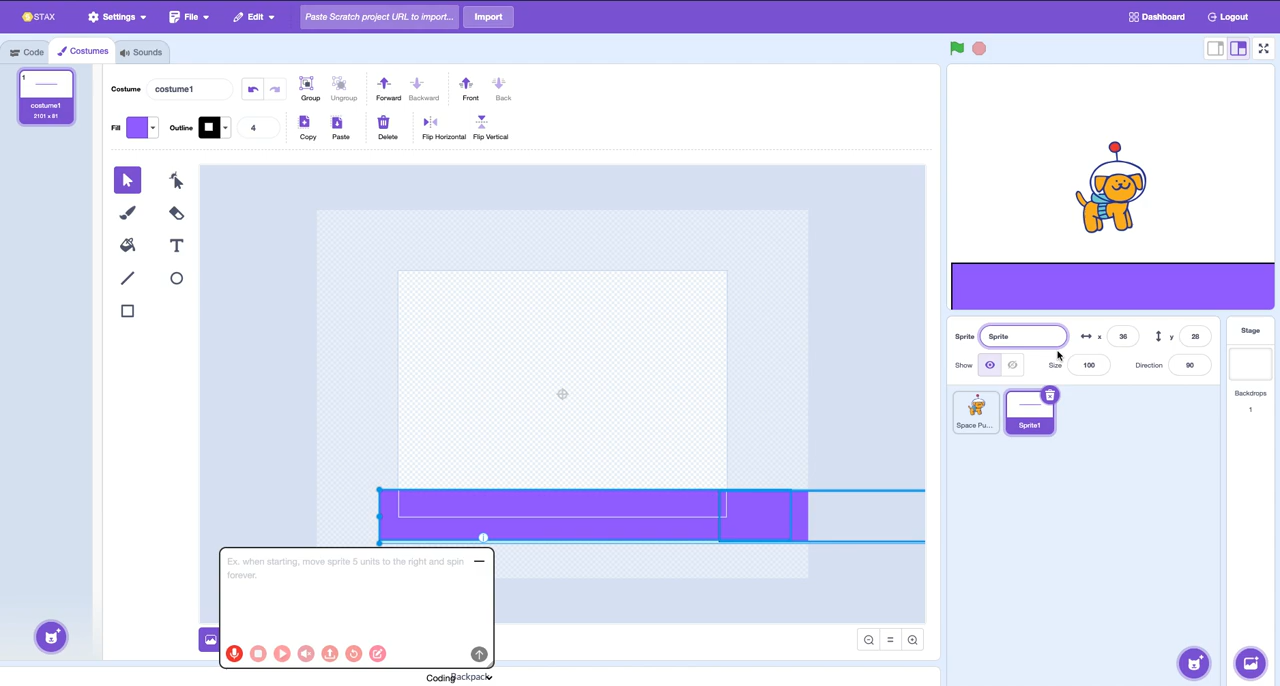 STAX Settings File Edit Paste Scratch project URL to import... Import Dashboard Logout
Code Costumes Sounds
1
costume1
2101 x 81
Costume costume1
Group Ungroup Forward Backward Front Back
Fill Outline 4
Copy Paste Delete Flip Horizontal Flip Vertical
Sprite Sprite x 36 y 28
Show Size 100 Direction 90
Space Pu... Sprite1
Stage
Backdrops
1
Ex. when starting, move sprite 5 units to the right and spin
forever.
Coding
Backpack